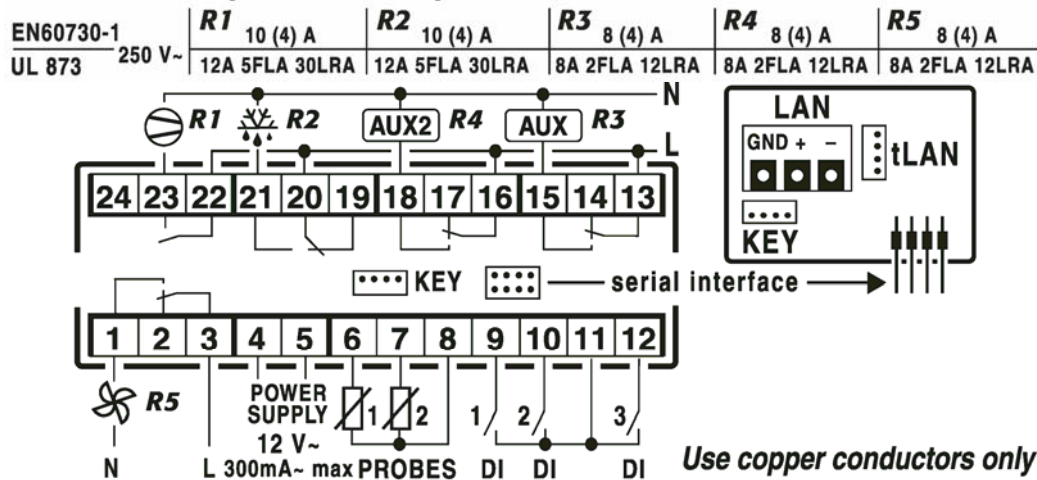 EN60730-1
UL 873
250 V~
R1 10 (4) A
12A 5FLA 30LRA
R2 10 (4) A
12A 5FLA 30LRA
R3 8 (4) A
8A 2FLA 12LRA
R4 8 (4) A
8A 2FLA 12LRA
R5 8 (4) A
8A 2FLA 12LRA
N
R1 R2 AUX2 R4 AUX R3
L
24 23 22 21 20 19 18 17 16 15 14 13
LAN
GND + -
tLAN
KEY
KEY
serial interface
1 2 3 4 5 6 7 8 9 10 11 12
R5
N
L
POWER
SUPPLY
12 V~
300mA~ max
1 2
PROBES
1 2 3
DI DI DI
Use copper conductors only